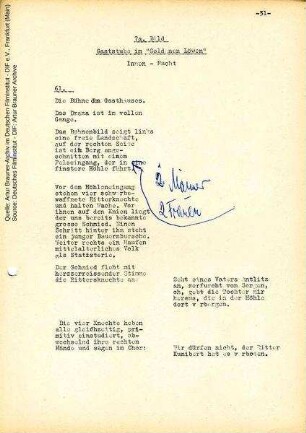 -51-
7a. Bild
Gaststube im "Gold nen Löwen"
Innen - Nacht
61.
Die Bühne des Gasthauses.
Das Drama ist im vollen
Gange.
Das Bühnenbild zeigt links
eine freie Landschaft,
auf der rechten Seite
ist ein Berg ange-
schnitten mit einem
Felseingang, der in eine
finstere Höhle führt.
2 Männer
2 Frauen
Vor dem Höhleneingang
stehen vier schwerbe-
waffnete Ritterknechte
und halten Wache. Vor
ihnen auf den Knien liegt
der uns bereits bekannte
grosse Schmied. Einen
Schritt hinter ihm steht
ein junger Bauernbursche.
Weiter rechts ein Haufen
mittelalterliches Volk
als Statisterie.
Der Schmied fleht mit
herzzerreissender Stimme
die Ritterknechte an:
Seht eines Vaters Antlitz
an, zerfurcht von Sorgen,
oh, gebt die Tochter mir
heraus, die in der Höhle
dort v rborgen.
Die vier Knechte heben
alle gleichzeitig, pri-
mitiv einstudiert, ab-
wechselnd ihre rechten
Hände und sagen im Chor:
Wir dürfen nicht, der Ritter
Kunibert hat es v rboten.
Quelle: Artur Brauner-Archiv im Deutschen Filminstitut - DIF e.V., Frankfurt (Main)
Source: Deutsches Filminstitut - DIF: Artur Brauner Archive